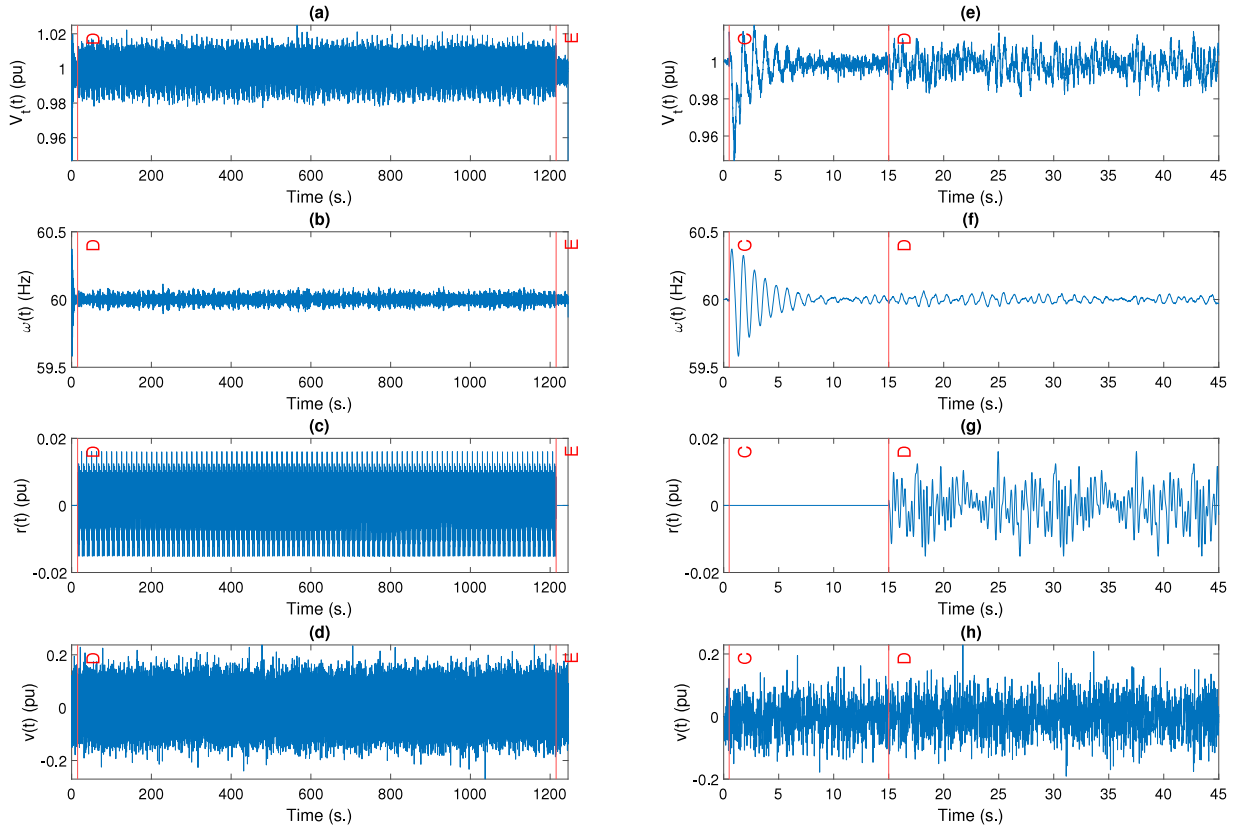 (a)
1.02
1
0.98
0.96
V_t(t) (pu)
D
E
0 200 400 600 800 1000 1200
Time (s.)
(b)
60.5
60
59.5
ω(t) (Hz)
D
E
0 200 400 600 800 1000 1200
Time (s.)
(c)
0.02
0
-0.02
r(t) (pu)
D
E
0 200 400 600 800 1000 1200
Time (s.)
(d)
0.2
0
-0.2
v(t) (pu)
D
E
0 200 400 600 800 1000 1200
Time (s.)
(e)
1
0.98
0.96
V_t(t) (pu)
C
D
0 5 10 15 20 25 30 35 40 45
Time (s.)
(f)
60.5
60
59.5
ω(t) (Hz)
C
D
0 5 10 15 20 25 30 35 40 45
Time (s.)
(g)
0.02
0
-0.02
r(t) (pu)
C
D
0 5 10 15 20 25 30 35 40 45
Time (s.)
(h)
0.2
0
-0.2
v(t) (pu)
C
D
0 5 10 15 20 25 30 35 40 45
Time (s.)